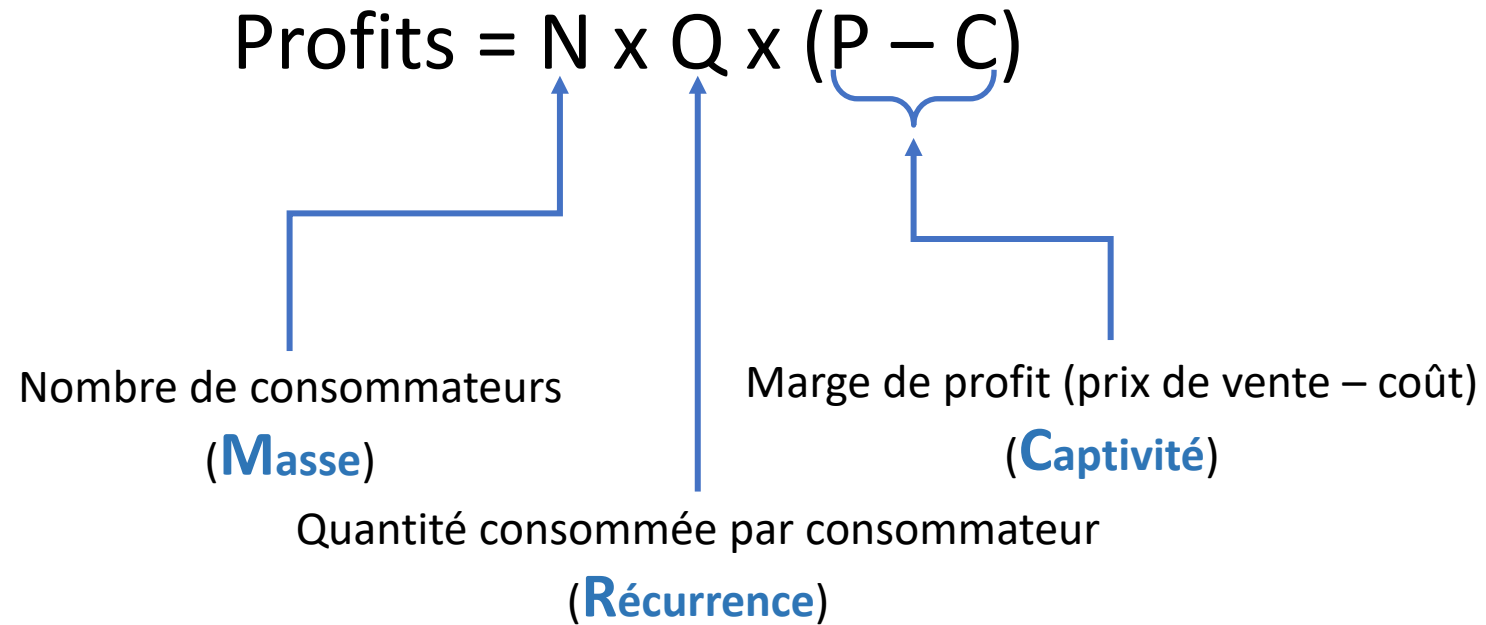 Profits = N x Q x (P – C)
Nombre de consommateurs
(Masse)
Marge de profit (prix de vente – coût)
(Captivité)
Quantité consommée par consommateur
(Récurrence)